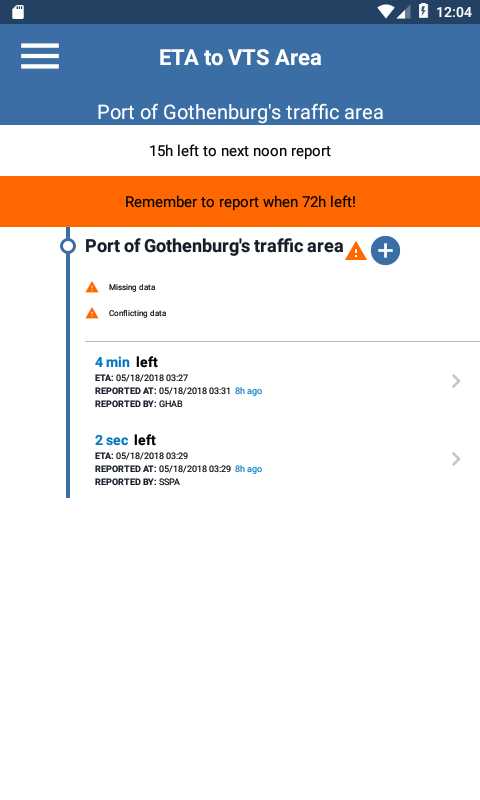 12:04
ETA to VTS Area
Port of Gothenburg's traffic area
15h left to next noon report
Remember to report when 72h left!
Port of Gothenburg's traffic area
Missing data
Conflicting data
4 min left
ETA: 05/18/2018 03:27
REPORTED AT: 05/18/2018 03:31 8h ago
REPORTED BY: GHAB
2 sec left
ETA: 05/18/2018 03:29
REPORTED AT: 05/18/2018 03:29 8h ago
REPORTED BY: SSPA